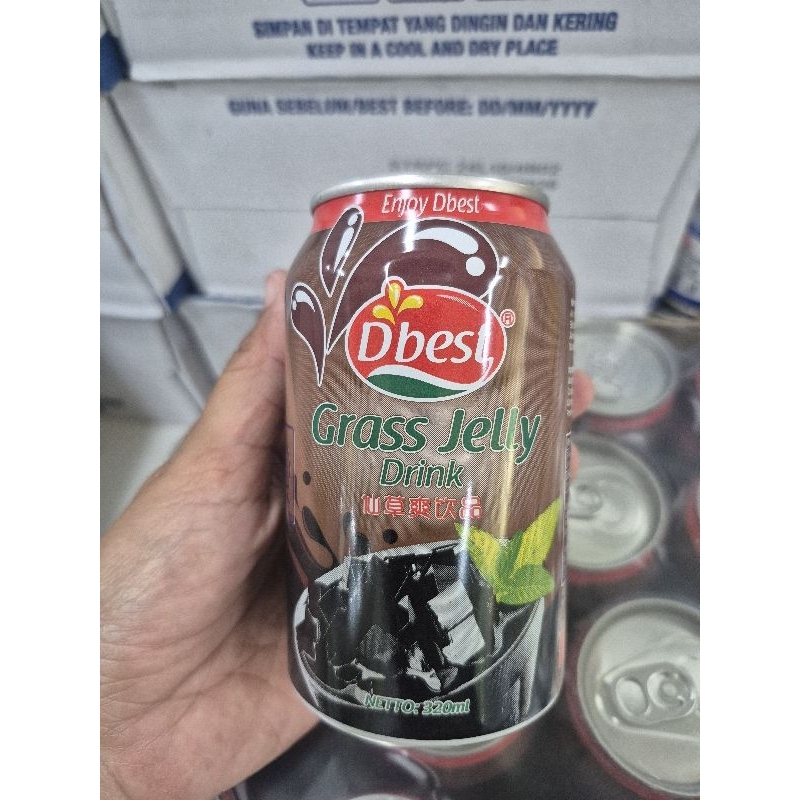 SIMPAN DI TEMPAT YANG DINGIN DAN KERING
KEEP IN A COOL AND DRY PLACE
GUNA SEBELUM/BEST BEFORE: DD/MM/YYYY
Enjoy Dbest
Dbest®
Grass Jelly
Drink
仙草爽饮品
NETTO: 320ml